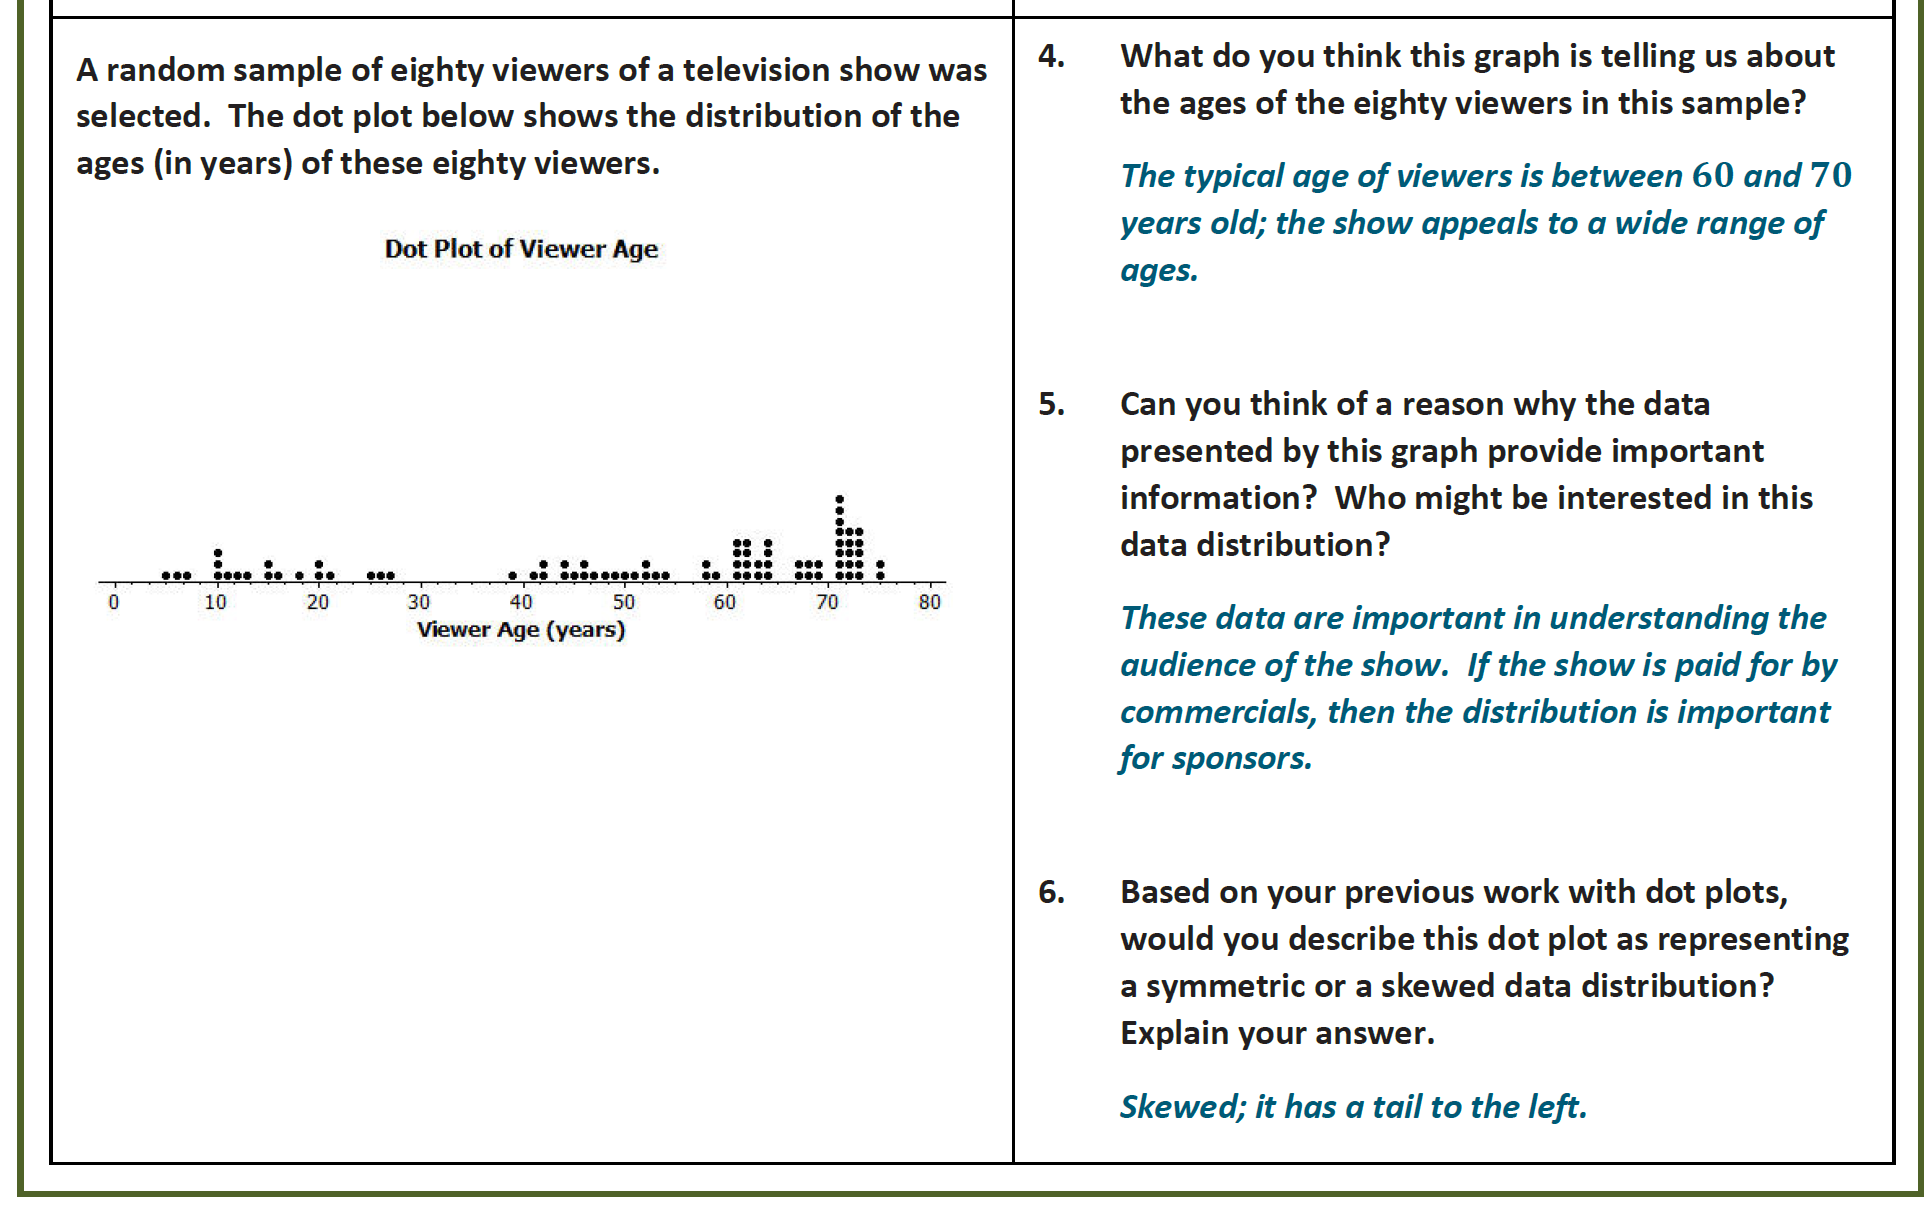 A random sample of eighty viewers of a television show was
selected.  The dot plot below shows the distribution of the
ages (in years) of these eighty viewers.
Dot Plot of Viewer Age
0 10 20 30 40 50 60 70 80
Viewer Age (years)
4. What do you think this graph is telling us about
the ages of the eighty viewers in this sample?
The typical age of viewers is between 60 and 70
years old; the show appeals to a wide range of
ages.
5. Can you think of a reason why the data
presented by this graph provide important
information?  Who might be interested in this
data distribution?
These data are important in understanding the
audience of the show.  If the show is paid for by
commercials, then the distribution is important
for sponsors.
6. Based on your previous work with dot plots,
would you describe this dot plot as representing
a symmetric or a skewed data distribution?
Explain your answer.
Skewed; it has a tail to the left.